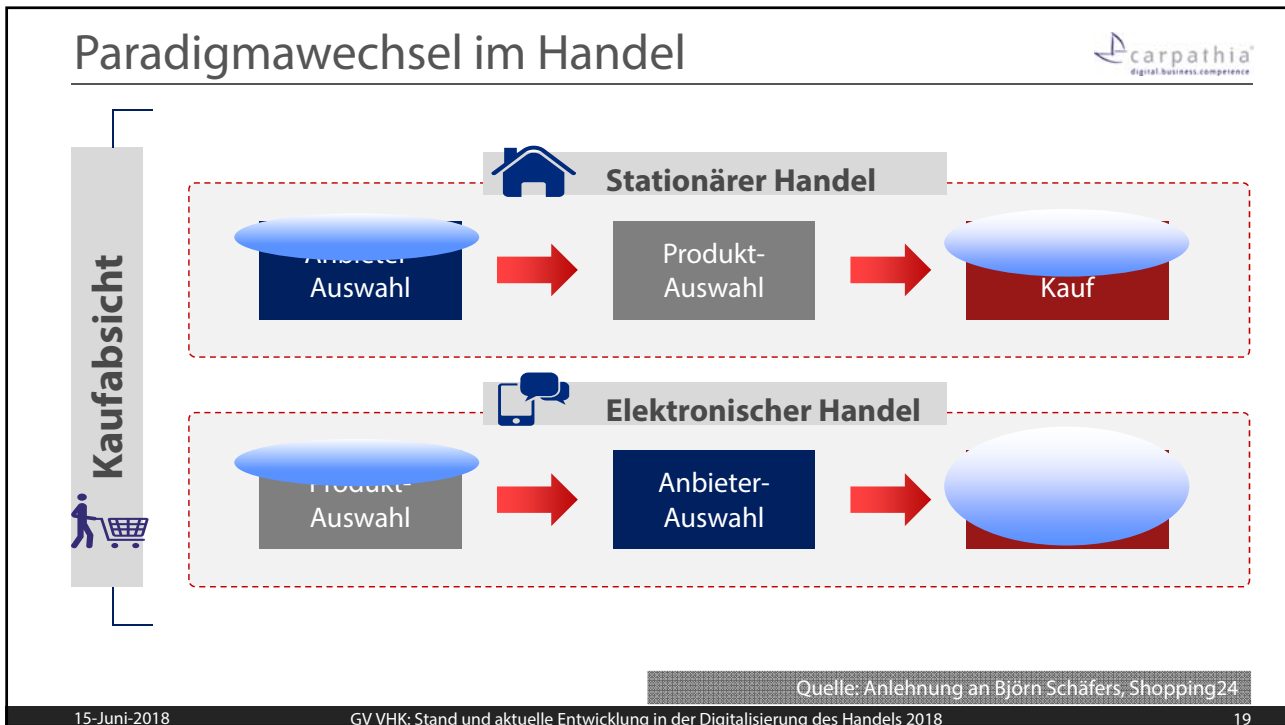 Paradigmawechsel im Handel
carpathia
digital.business.competence
Kaufabsicht
Stationärer Handel
Auswahl
Produkt-
Auswahl
Kauf
Elektronischer Handel
Produkt-
Auswahl
Anbieter-
Auswahl
Quelle: Anlehnung an Björn Schäfers, Shopping24
15-Juni-2018
GV VHK: Stand und aktuelle Entwicklung in der Digitalisierung des Handels 2018
19